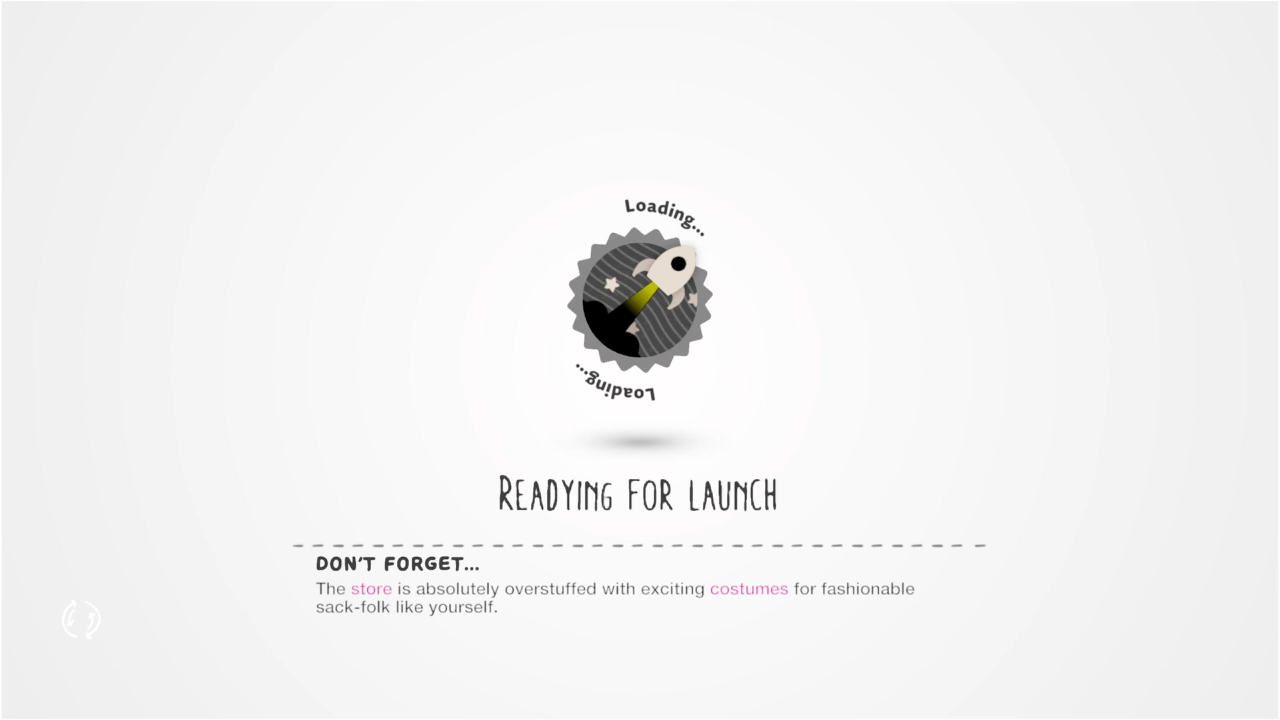 Loading...
Loading...
READYING FOR LAUNCH
DON'T FORGET...
The store is absolutely overstuffed with exciting costumes for fashionable
sack-folk like yourself.